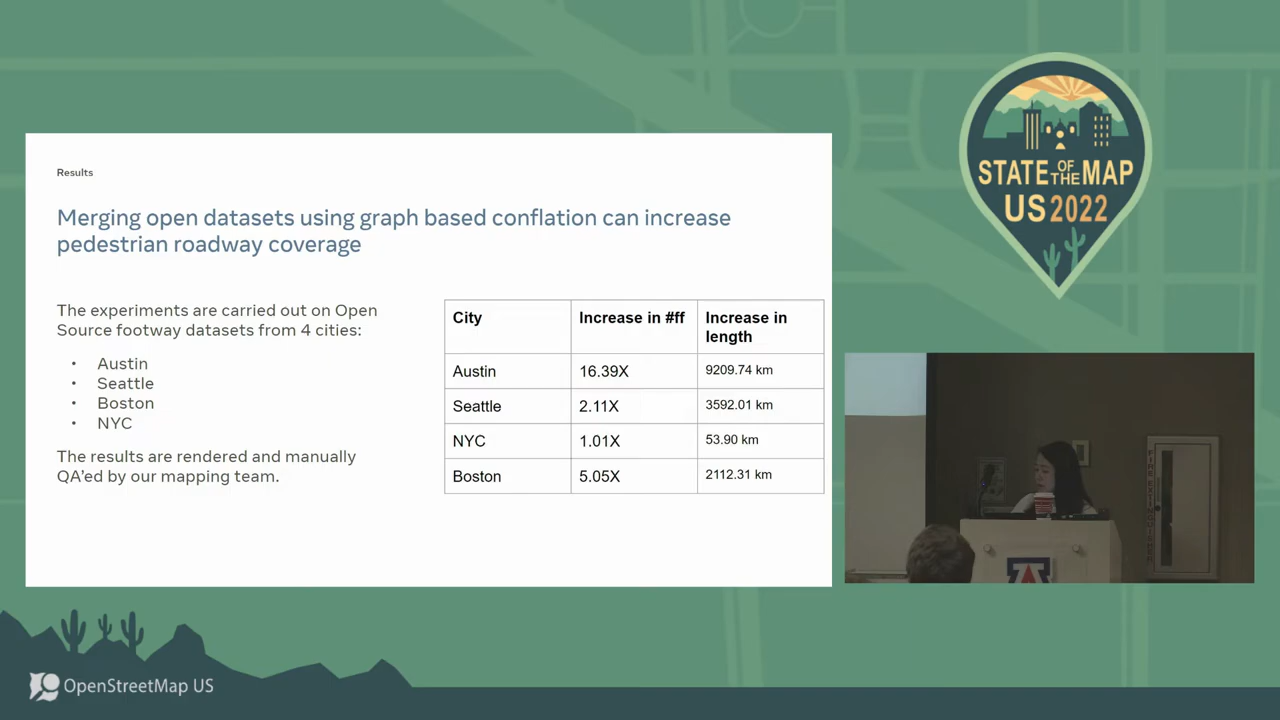 Results
Merging open datasets using graph based conflation can increase
pedestrian roadway coverage
The experiments are carried out on Open
Source footway datasets from 4 cities:
• Austin
• Seattle
• Boston
• NYC
The results are rendered and manually
QA'ed by our mapping team.
City Increase in #ff Increase in
length
Austin 16.39X 9209.74 km
Seattle 2.11X 3592.01 km
NYC 1.01X 53.90 km
Boston 5.05X 2112.31 km
STATE OF THE MAP
US 2022
FIRE EXTINGUISHER
A
OpenStreetMap US